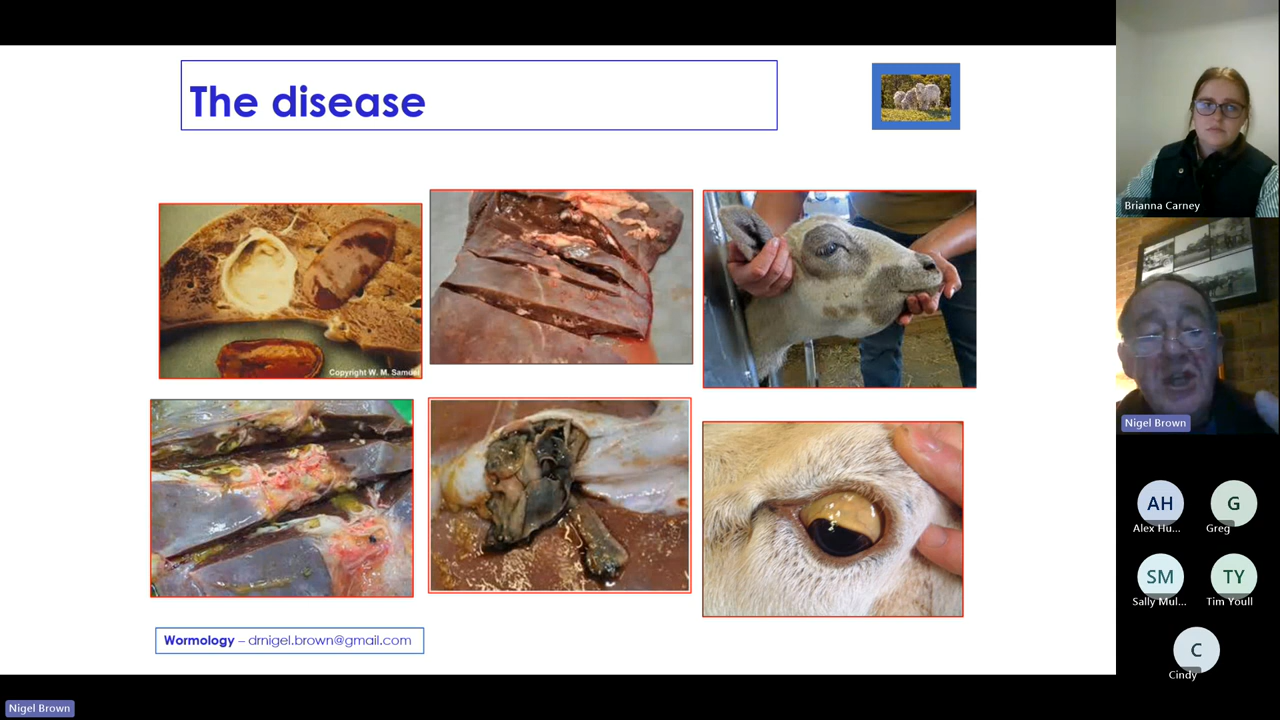 The disease
Copyright W. M. Samuel
Wormology – drnigel.brown@gmail.com
Brianna Carney
Nigel Brown
AH
Alex Hu...
G
Greg
SM
Sally Mul...
TY
Tim Youll
C
Cindy
Nigel Brown